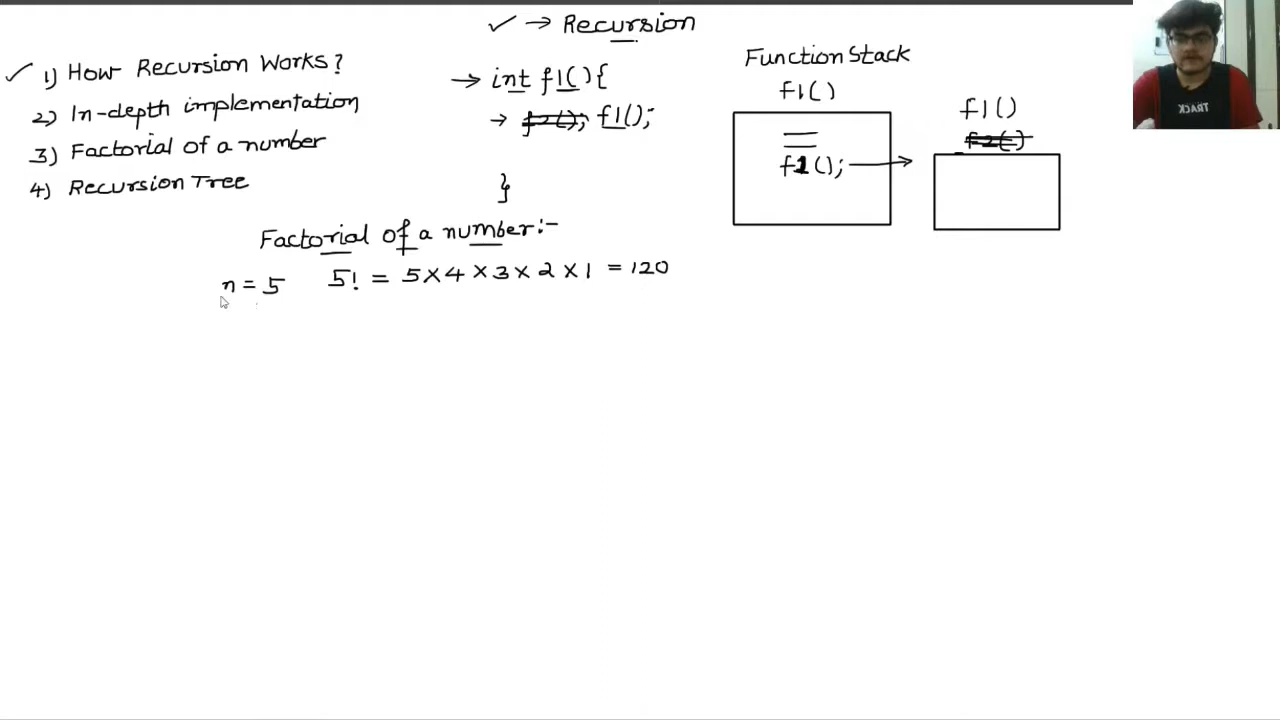 ✓ → Recursion
✓ 1) How Recursion Works?
2) In-depth implementation
3) Factorial of a number
4) Recursion Tree
→ int f1(){
→ f2(); f1();
}
Function Stack
f1()
f1();
f1()
f2()
Factorial of a number:-
n = 5 5! = 5 × 4 × 3 × 2 × 1 = 120
TRACK